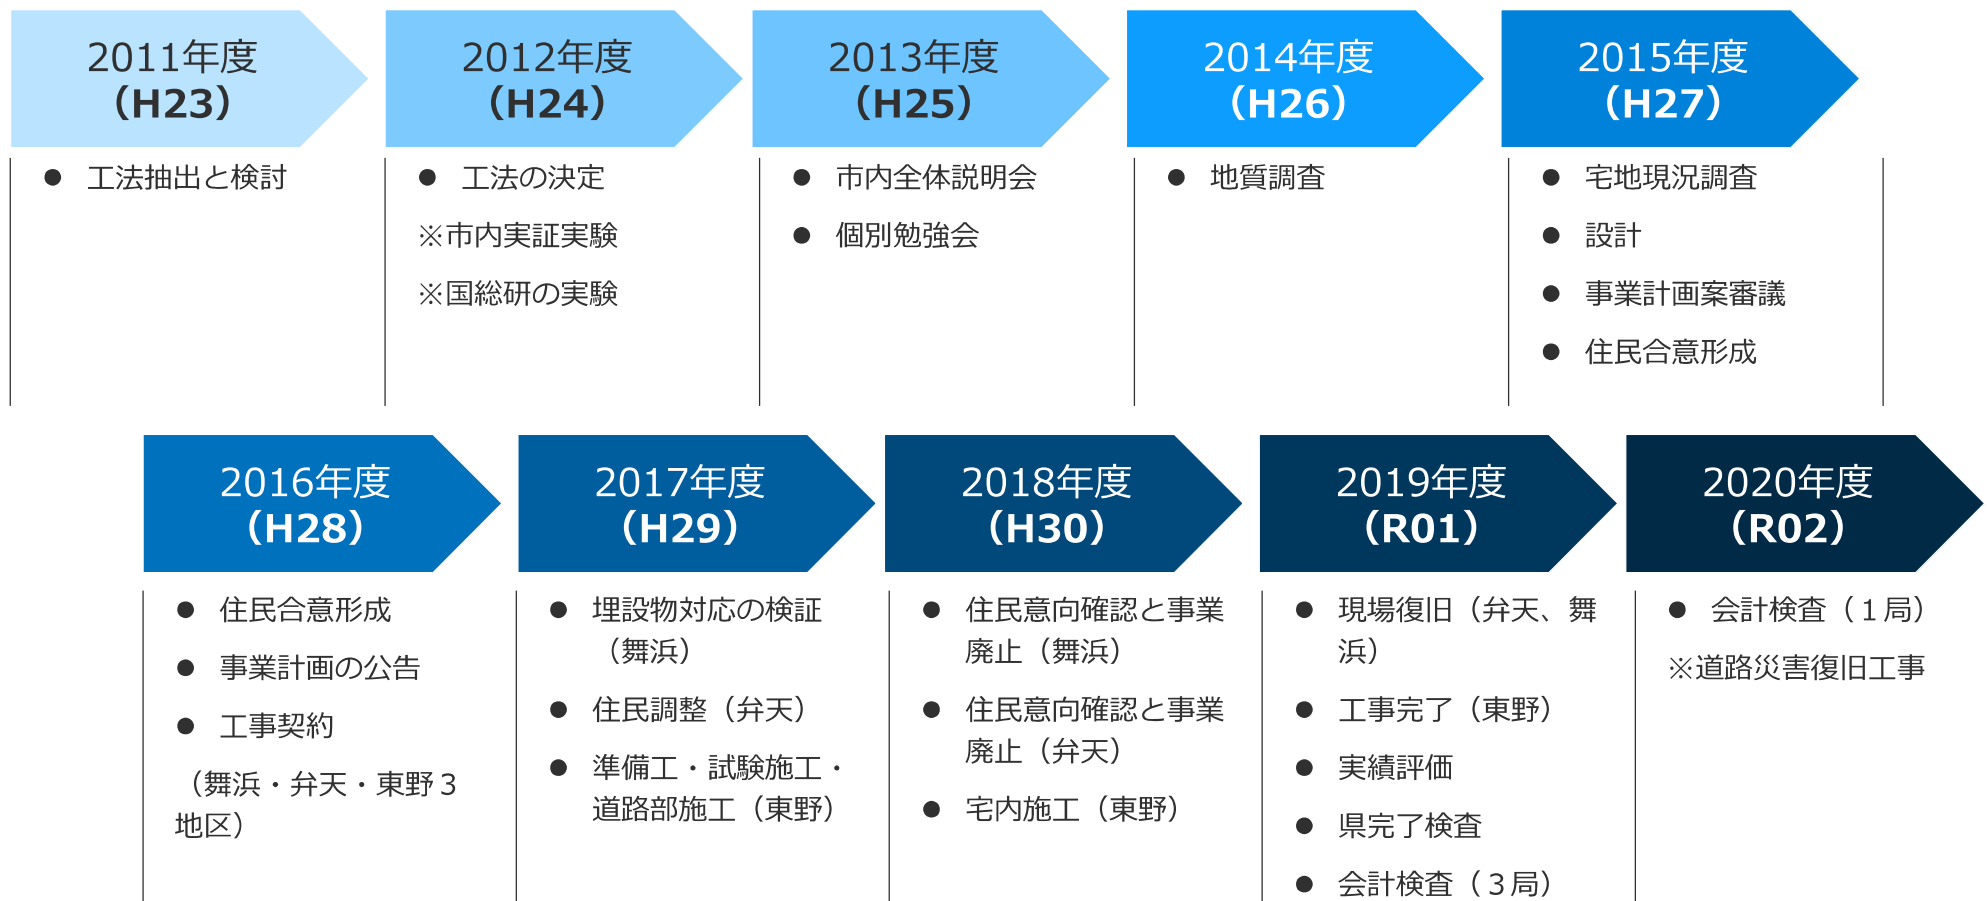 2011年度
（H23）
● 工法抽出と検討
2012年度
（H24）
● 工法の決定
※市内実証実験
※国総研の実験
2013年度
（H25）
● 市内全体説明会
● 個別勉強会
2014年度
（H26）
● 地質調査
2015年度
（H27）
● 宅地現況調査
● 設計
● 事業計画案審議
● 住民合意形成
2016年度
（H28）
● 住民合意形成
● 事業計画の公告
● 工事契約
（舞浜・弁天・東野３
地区）
2017年度
（H29）
● 埋設物対応の検証
（舞浜）
● 住民調整（弁天）
● 準備工・試験施工・
道路部施工（東野）
2018年度
（H30）
● 住民意向確認と事業
廃止（舞浜）
● 住民意向確認と事業
廃止（弁天）
● 宅内施工（東野）
2019年度
（R01）
● 現場復旧（弁天、舞
浜）
● 工事完了（東野）
● 実績評価
● 県完了検査
● 会計検査（３局）
2020年度
（R02）
● 会計検査（１局）
※道路災害復旧工事